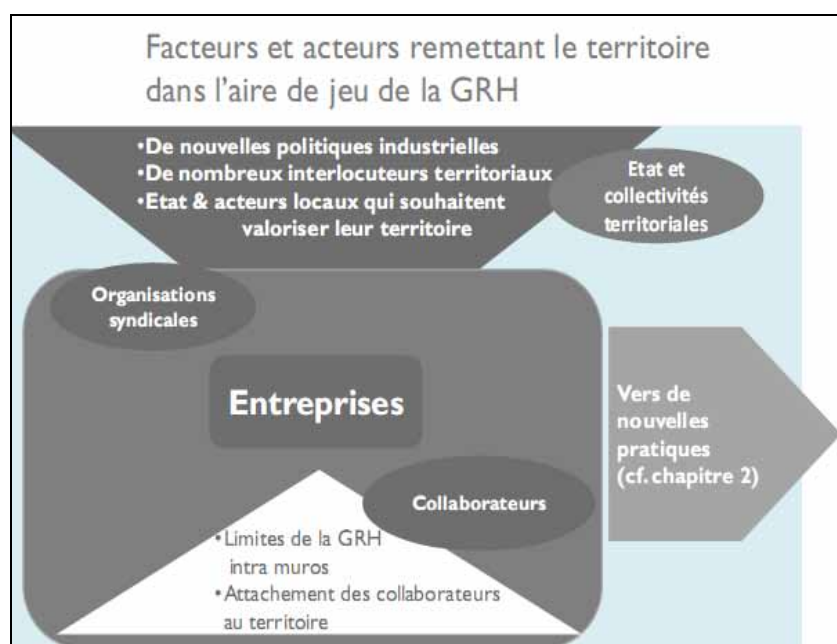 Facteurs et acteurs remettant le territoire
dans l'aire de jeu de la GRH
•De nouvelles politiques industrielles
•De nombreux interlocuteurs territoriaux
•Etat & acteurs locaux qui souhaitent
valoriser leur territoire
Etat et
collectivités
territoriales
Organisations
syndicales
Entreprises
Vers de
nouvelles
pratiques
(cf. chapitre 2)
Collaborateurs
•Limites de la GRH
intra muros
•Attachement des collaborateurs
au territoire